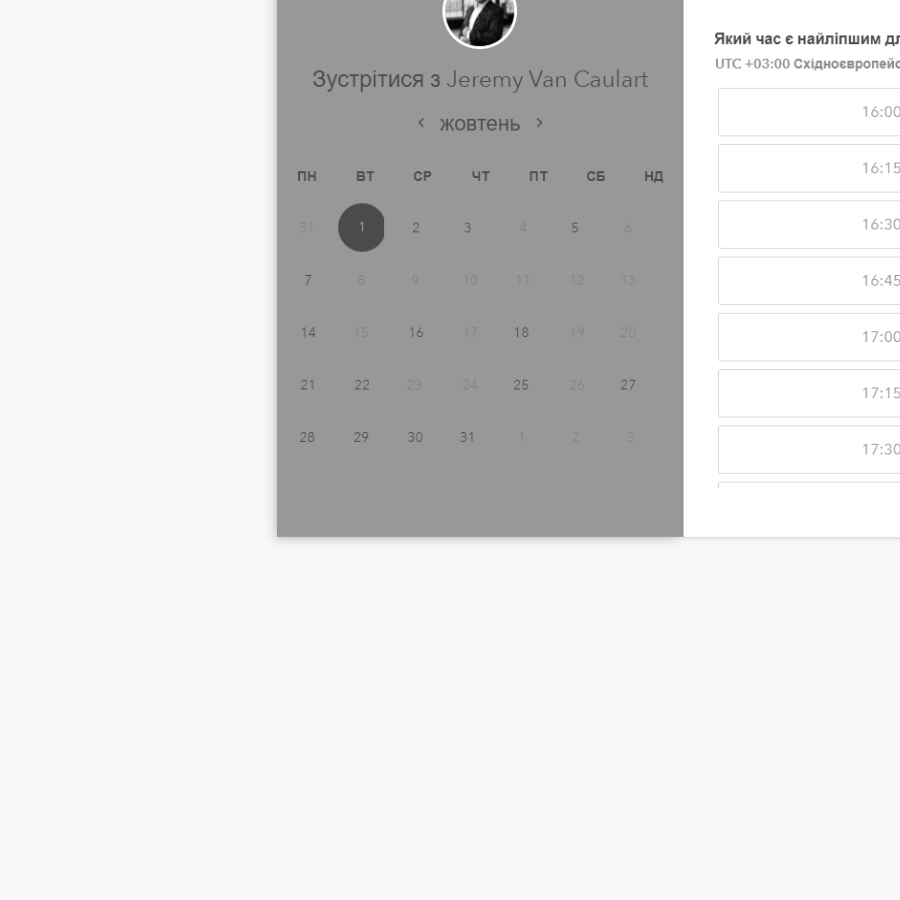 Зустрітися з Jeremy Van Caulart
жовтень
ПН ВТ СР ЧТ ПТ СБ НД
31 1 2 3 4 5 6
7 8 9 10 11 12 13
14 15 16 17 18 19 20
21 22 23 24 25 26 27
28 29 30 31 1 2 3
Який час є найліпшим
UTC +03:00
16:00
16:15
16:30
16:45
17:00
17:15
17:30